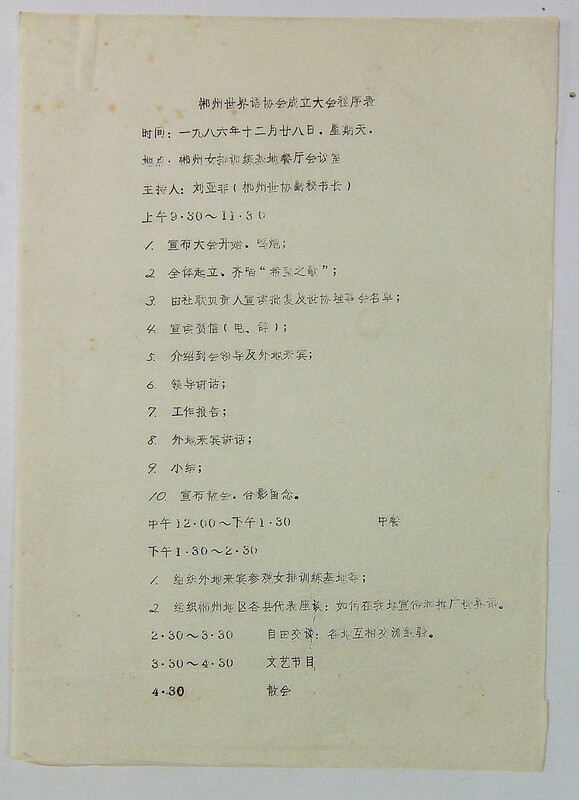 郴州世界语协会成立大会程序表
时间：一九八六年十二月廿八日．星期天．
地点：郴州女排训练基地餐厅会议室
主持人：刘亚非（郴州世协副秘书长）
上午9·30～11·30
1. 宣布大会开始．鸣炮；
2. 全体起立、齐唱“希望之歌”；
3. 由社联负责人宣读批复及世协理事会名单；
4. 宣读贺信（电、辞）；
5. 介绍到会领导及外地来宾；
6. 领导讲话；
7. 工作报告；
8. 外地来宾讲话；
9. 小结；
10. 宣布散会．合影留念。
中午12·00～下午1·30 中餐
下午1·30～2·30
1. 组织外地来宾参观女排训练基地等；
2. 组织郴州地区各县代表座谈：如何在我地宣传和推广世界语。
2·30～3·30 自由交谈：各地互相交流经验。
3·30～4·30 文艺节目
4·30 散会